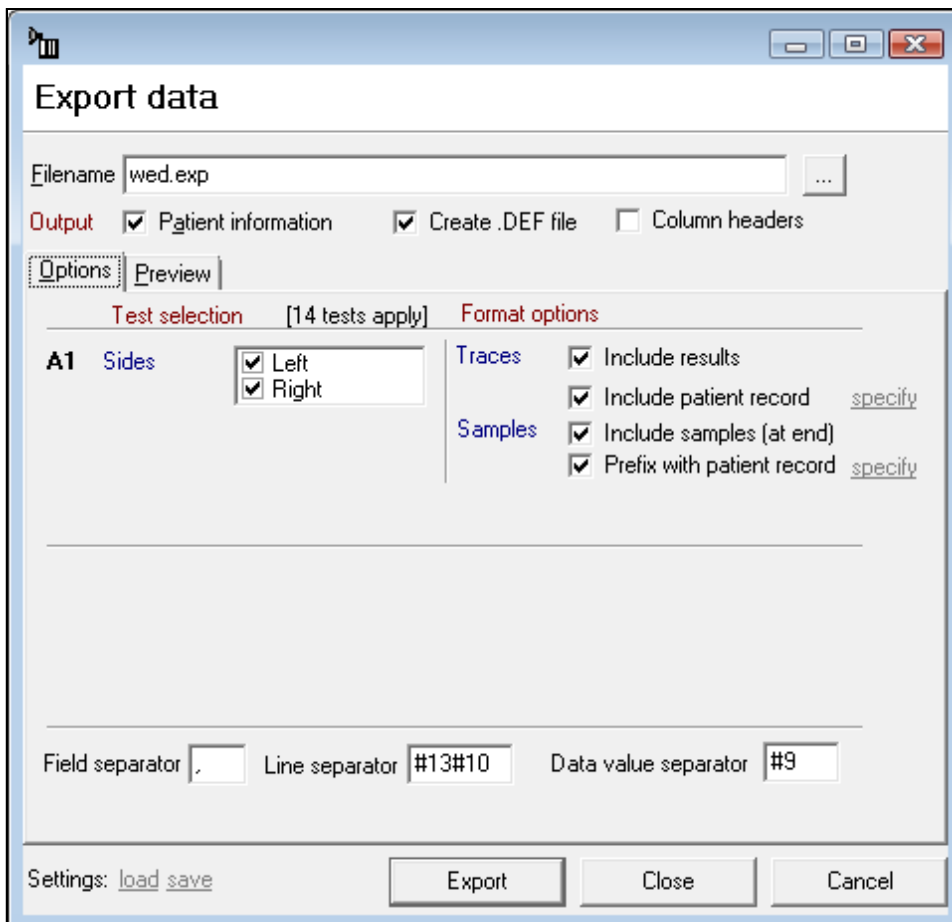 Export data
Filename wed.exp ...
Output Patient information Create .DEF file Column headers
Options Preview
Test selection [14 tests apply] Format options
A1 Sides Left Traces Include results
Right
Include patient record specify
Samples Include samples (at end)
Prefix with patient record specify
Field separator , Line separator #13#10 Data value separator #9
Settings: load save Export Close Cancel